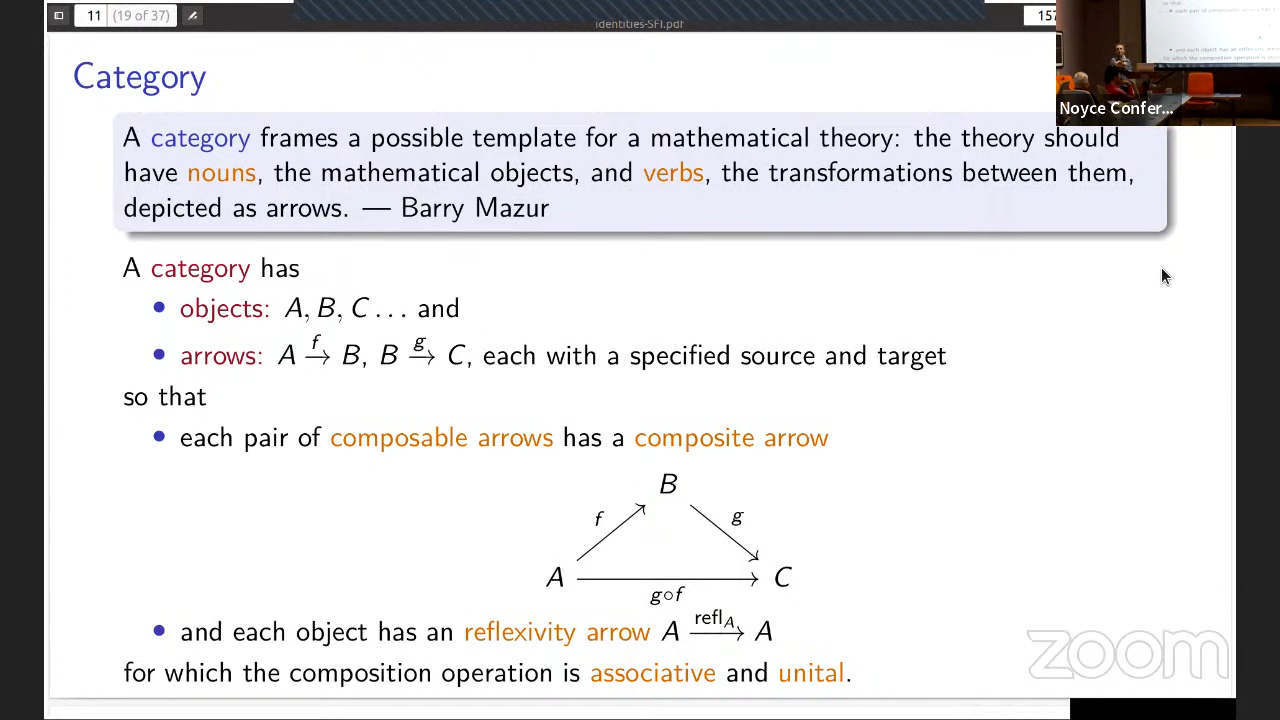 11 (19 of 37)
identities-SFI.pdf
157
Noyce Confer...
Category
A category frames a possible template for a mathematical theory: the theory should
have nouns, the mathematical objects, and verbs, the transformations between them,
depicted as arrows. — Barry Mazur
A category has
• objects: A, B, C . . . and
• arrows: A f→ B, B g→ C, each with a specified source and target
so that
• each pair of composable arrows has a composite arrow
B
f g
A C
g∘f
• and each object has an reflexivity arrow A refl_A→ A
for which the composition operation is associative and unital.
zoom